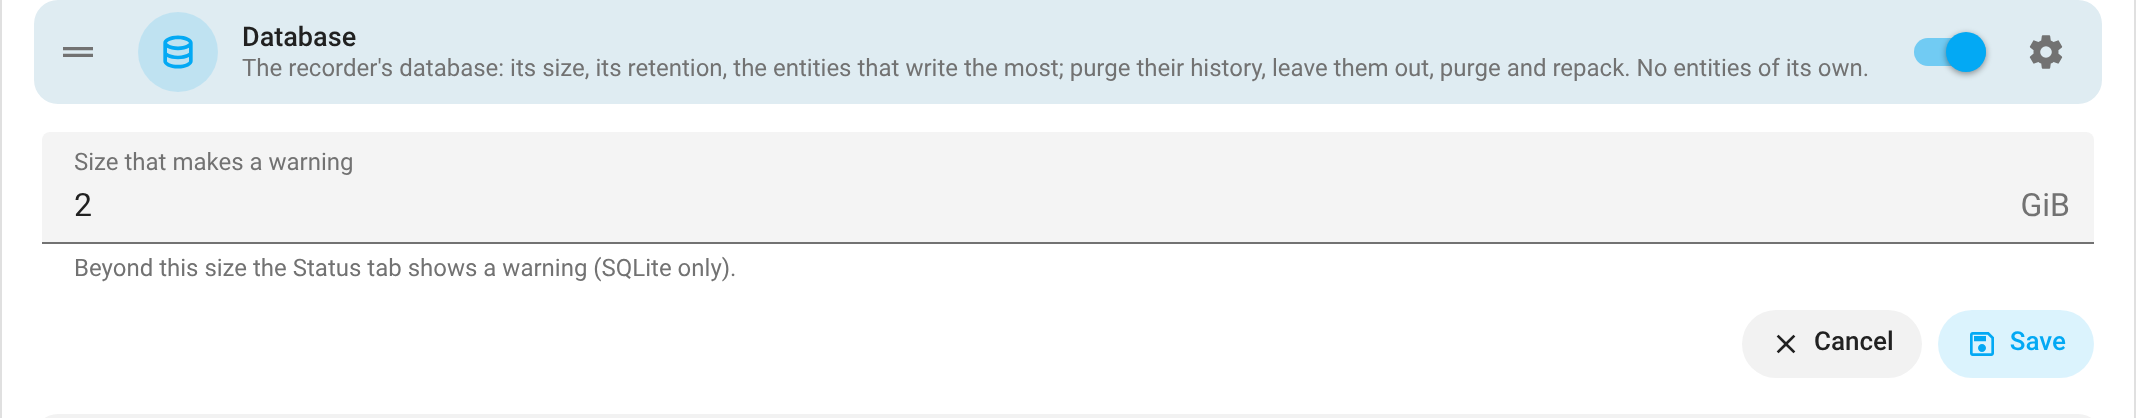 Database
The recorder's database: its size, its retention, the entities that write the most; purge their history, leave them out, purge and repack. No entities of its own.
Size that makes a warning
2 GiB
Beyond this size the Status tab shows a warning (SQLite only).
Cancel Save